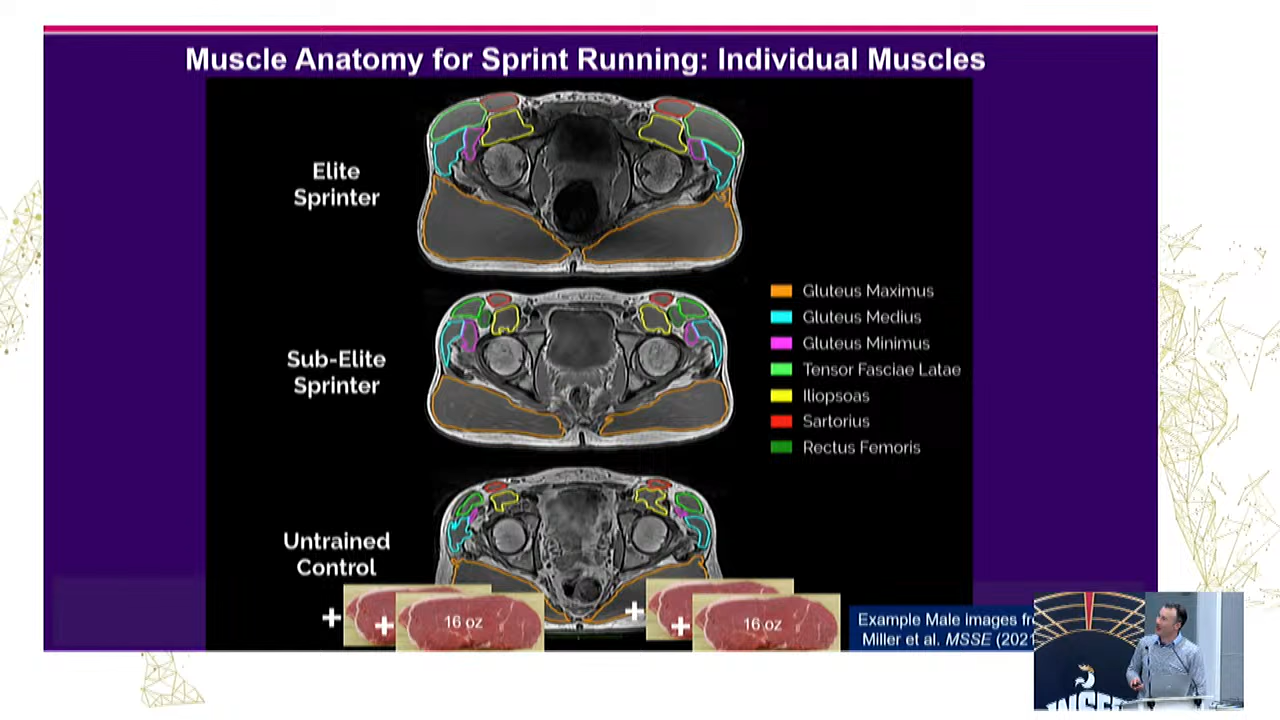 Muscle Anatomy for Sprint Running: Individual Muscles
Elite
Sprinter
Sub-Elite
Sprinter
Untrained
Control
Gluteus Maximus
Gluteus Medius
Gluteus Minimus
Tensor Fasciae Latae
Iliopsoas
Sartorius
Rectus Femoris
+
+
16 oz
+
+
16 oz
Example Male images
Miller et al. MSSE (2021